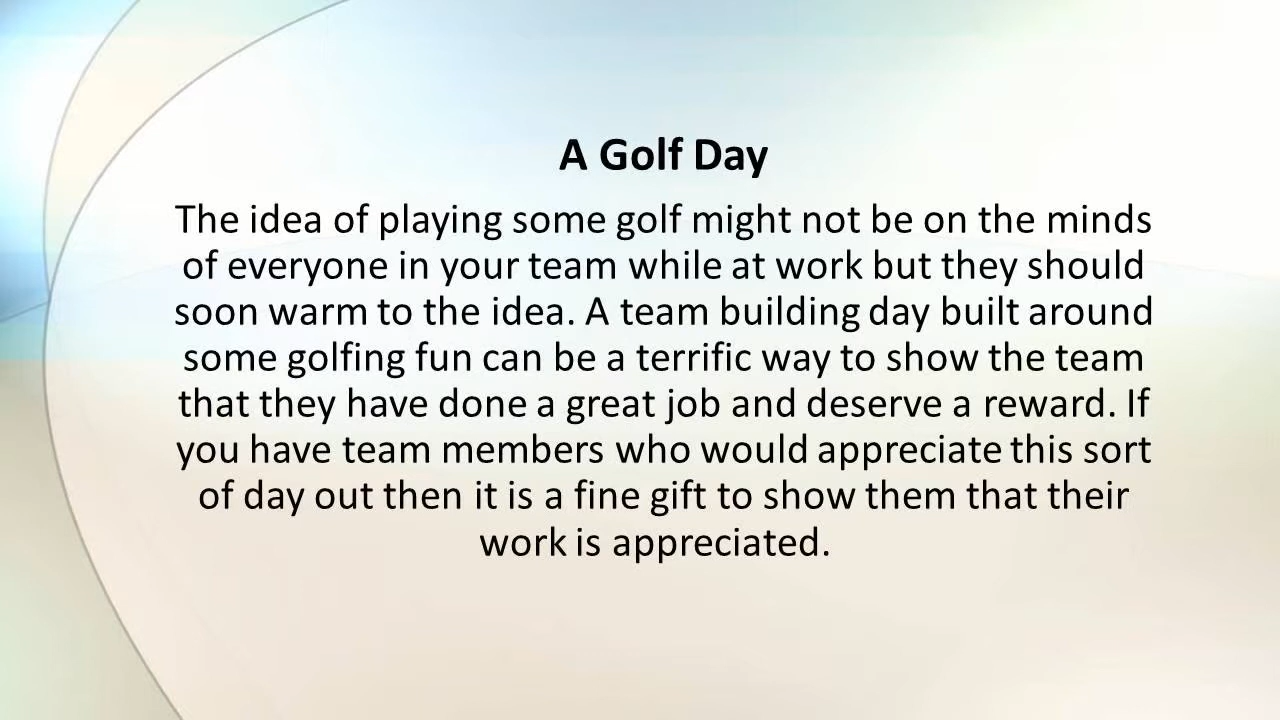 A Golf Day
The idea of playing some golf might not be on the minds
of everyone in your team while at work but they should
soon warm to the idea. A team building day built around
some golfing fun can be a terrific way to show the team
that they have done a great job and deserve a reward. If
you have team members who would appreciate this sort
of day out then it is a fine gift to show them that their
work is appreciated.